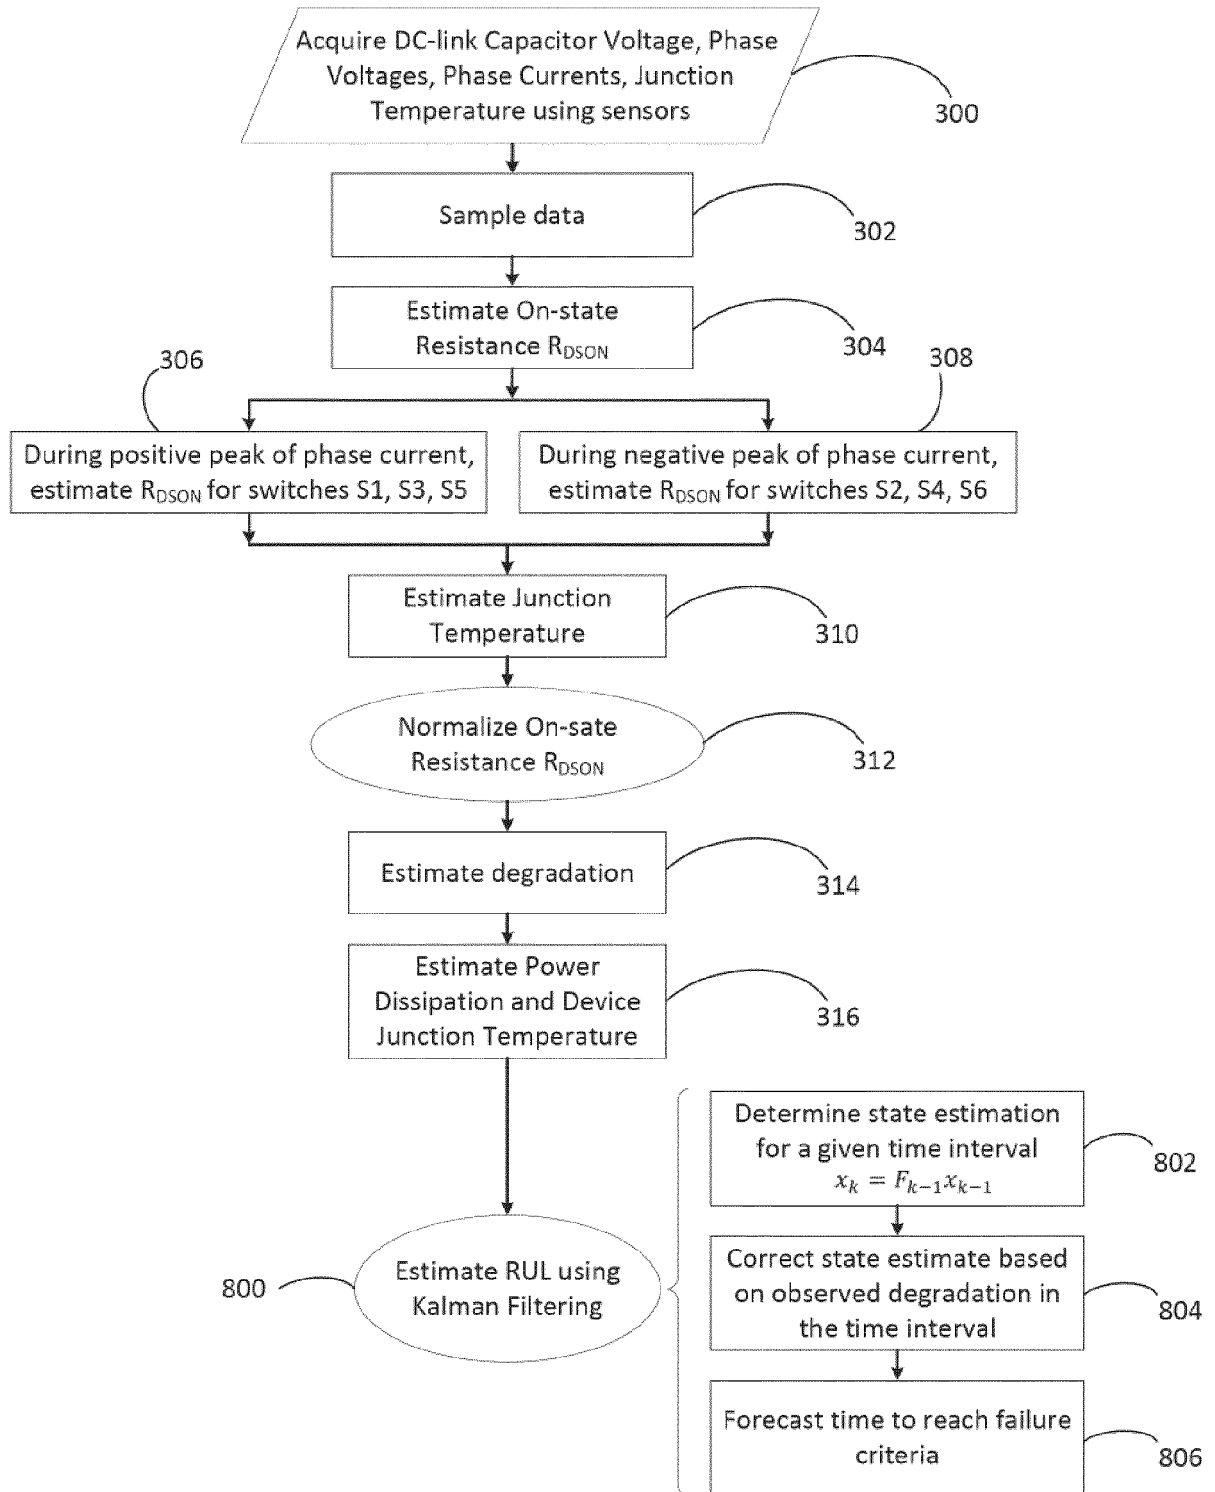 Acquire DC-link Capacitor Voltage, Phase
Voltages, Phase Currents, Junction
Temperature using sensors
300
Sample data
302
Estimate On-state
Resistance RDSON
304
306
308
During positive peak of phase current,
estimate RDSON for switches S1, S3, S5
During negative peak of phase current,
estimate RDSON for switches S2, S4, S6
Estimate Junction
Temperature
310
Normalize On-sate
Resistance RDSON
312
Estimate degradation
314
Estimate Power
Dissipation and Device
Junction Temperature
316
800
Estimate RUL using
Kalman Filtering
Determine state estimation
for a given time interval
xk = Fk−1xk−1
802
Correct state estimate based
on observed degradation in
the time interval
804
Forecast time to reach failure
criteria
806